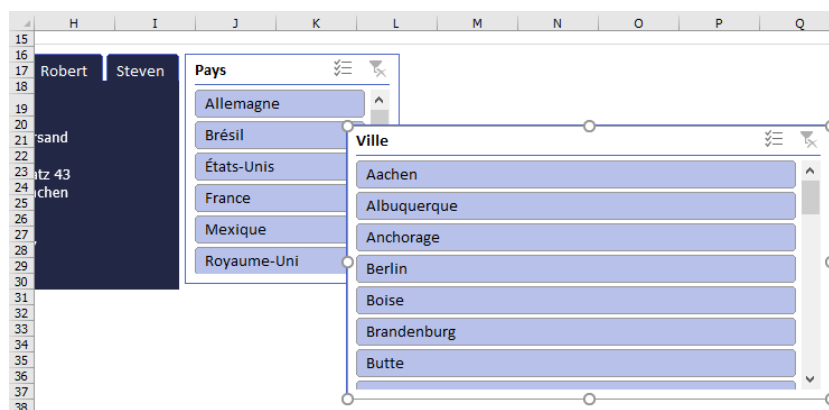 H I J K L M N O P Q
15
16
17 Robert Steven Pays
18
19 Allemagne
20
21 rsand Brésil Ville
22
23 atz 43 États-Unis Aachen
24 chen
25 France Albuquerque
26
27 Mexique Anchorage
28
29 Royaume-Uni Berlin
30
31 Boise
32
33 Brandenburg
34
35 Butte
36
37
38